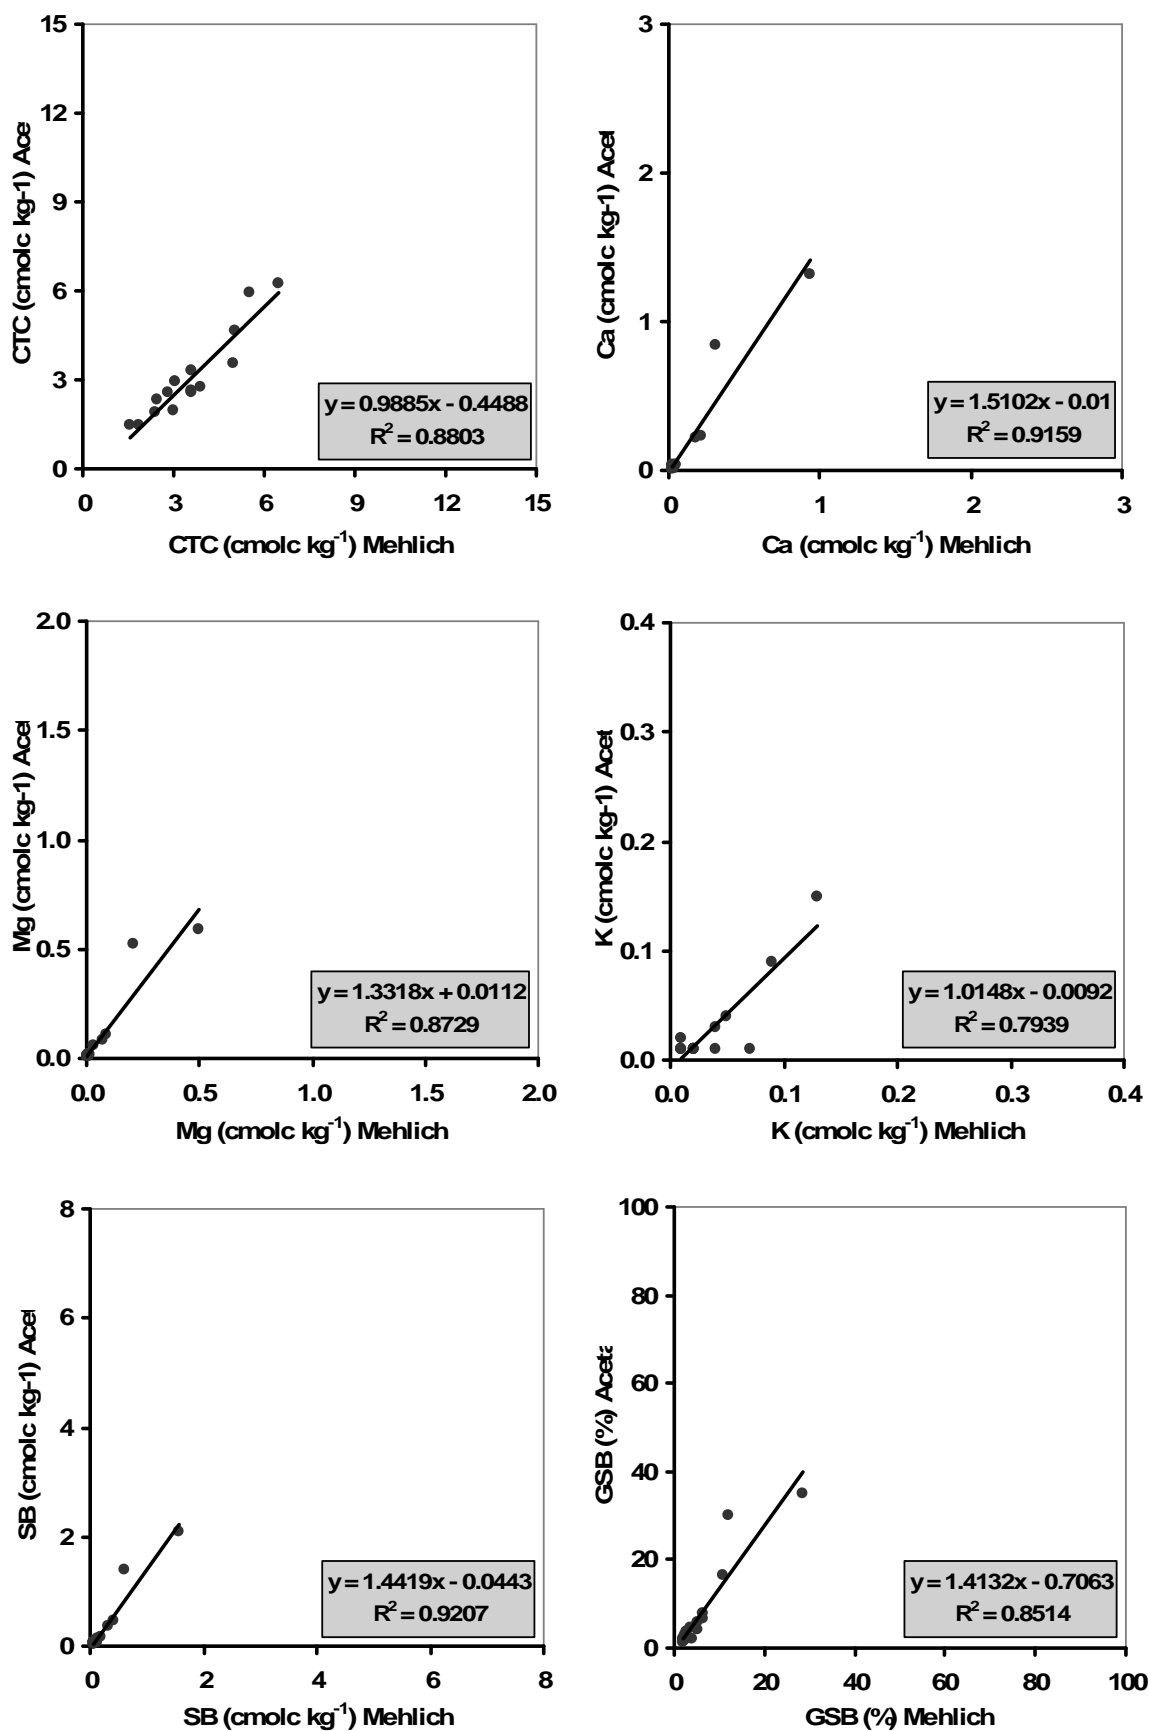 15
12
9
6
3
0
CTC (cmolc kg-1) Ace
y = 0.9885x - 0.4488
R² = 0.8803
0 3 6 9 12 15
CTC (cmolc kg⁻¹) Mehlich
3
2
1
0
Ca (cmolc kg-1) Acet
y = 1.5102x - 0.01
R² = 0.9159
0 1 2 3
Ca (cmolc kg⁻¹) Mehlich
2.0
1.5
1.0
0.5
0.0
Mg (cmolc kg-1) Acet
y = 1.3318x + 0.0112
R² = 0.8729
0.0 0.5 1.0 1.5 2.0
Mg (cmolc kg⁻¹) Mehlich
0.4
0.3
0.2
0.1
0.0
K (cmolc kg-1) Acet
y = 1.0148x - 0.0092
R² = 0.7939
0.0 0.1 0.2 0.3 0.4
K (cmolc kg⁻¹) Mehlich
8
6
4
2
0
SB (cmolc kg-1) Acet
y = 1.4419x - 0.0443
R² = 0.9207
0 2 4 6 8
SB (cmolc kg⁻¹) Mehlich
100
80
60
40
20
0
GSB (%) Aceta
y = 1.4132x - 0.7063
R² = 0.8514
0 20 40 60 80 100
GSB (%) Mehlich